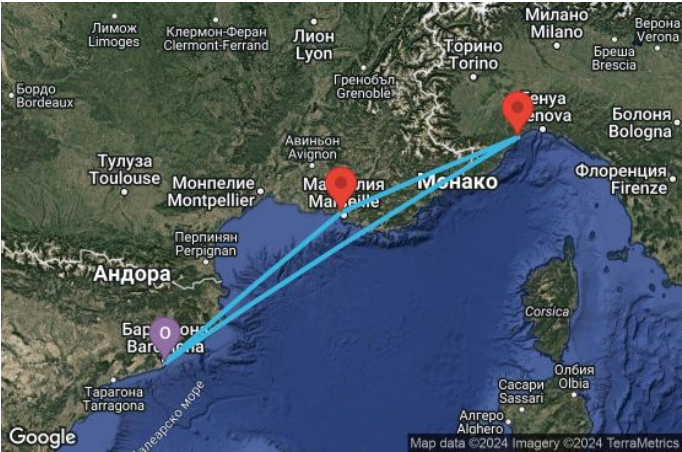 Лимож
Limoges
Клермон-Феран
Clermont-Ferrand
Лион
Lyon
Милано
Milano
Верона
Verona
Торино
Torino
Бреша
Brescia
Гренобъл
Grenoble
Бордо
Bordeaux
Болоня
Bologna
Авиньон
Avignon
Тулуза
Toulouse
Монпелие
Montpellier
Marseille
Монако
Флоренция
Firenze
Перпинян
Perpignan
Андора
O
Corsica
Тарагона
Tarragona
Олбия
Olbia
Сасари
Sassari
Алгеро
Alghero
море
Google
Map data ©2024 Imagery ©2024 TerraMetrics